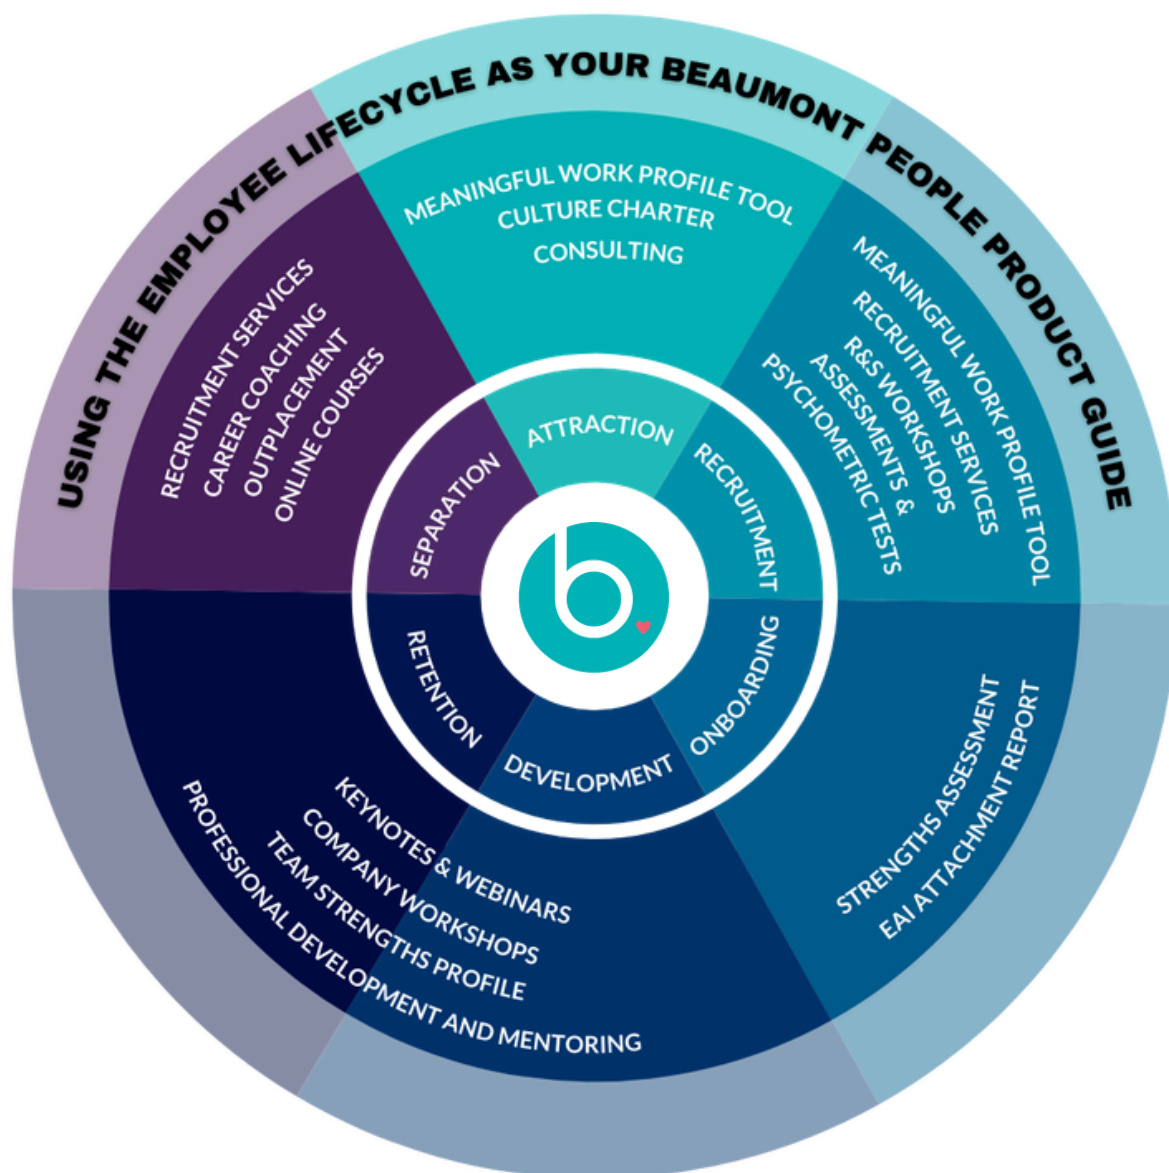 USING THE EMPLOYEE LIFECYCLE AS YOUR BEAUMONT PEOPLE PRODUCT GUIDE
MEANINGFUL WORK PROFILE TOOL
CULTURE CHARTER
CONSULTING
ATTRACTION
MEANINGFUL WORK PROFILE TOOL
RECRUITMENT SERVICES
R&S WORKSHOPS
ASSESSMENTS &
PSYCHOMETRIC TESTS
RECRUITMENT
STRENGTHS ASSESSMENT
EAI ATTACHMENT REPORT
ONBOARDING
DEVELOPMENT
RETENTION
KEYNOTES & WEBINARS
COMPANY WORKSHOPS
TEAM STRENGTHS PROFILE
PROFESSIONAL DEVELOPMENT AND MENTORING
RECRUITMENT SERVICES
CAREER COACHING
OUTPLACEMENT
ONLINE COURSES
SEPARATION
b